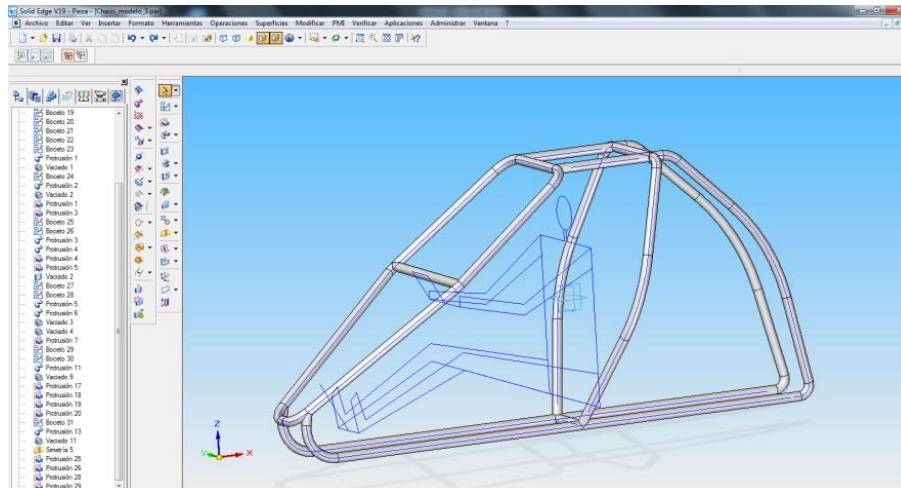 Solid Edge V19 - Pieza - [Chasis_modelo_3.par]
Archivo Editar Ver Insertar Formato Herramientas Operaciones Superficies Modificar PMI Verificar Aplicaciones Administrar Ventana ?
Boceto 19
Boceto 20
Boceto 21
Boceto 22
Boceto 23
Protrusión 1
Vaciado 1
Boceto 24
Protrusión 2
Vaciado 2
Protrusión 1
Protrusión 3
Boceto 25
Boceto 26
Protrusión 3
Protrusión 4
Protrusión 4
Protrusión 5
Vaciado 2
Boceto 27
Boceto 28
Protrusión 5
Protrusión 6
Vaciado 3
Vaciado 4
Protrusión 7
Boceto 29
Boceto 30
Protrusión 11
Vaciado 9
Protrusión 17
Protrusión 18
Protrusión 19
Protrusión 20
Boceto 31
Protrusión 13
Vaciado 11
Simetría 5
Protrusión 25
Protrusión 26
Protrusión 28
Protrusión 29
Z
Y X